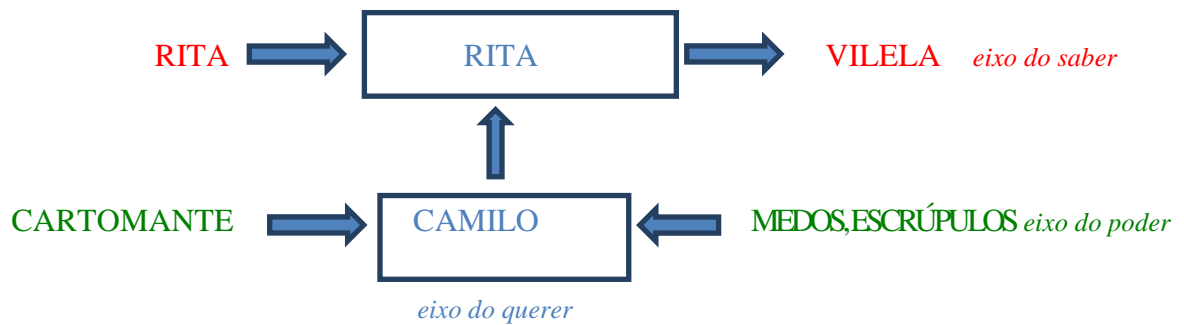 RITA RITA VILELA eixo do saber
CARTOMANTE CAMILO MEDOS,ESCRÚPULOS eixo do poder
eixo do querer